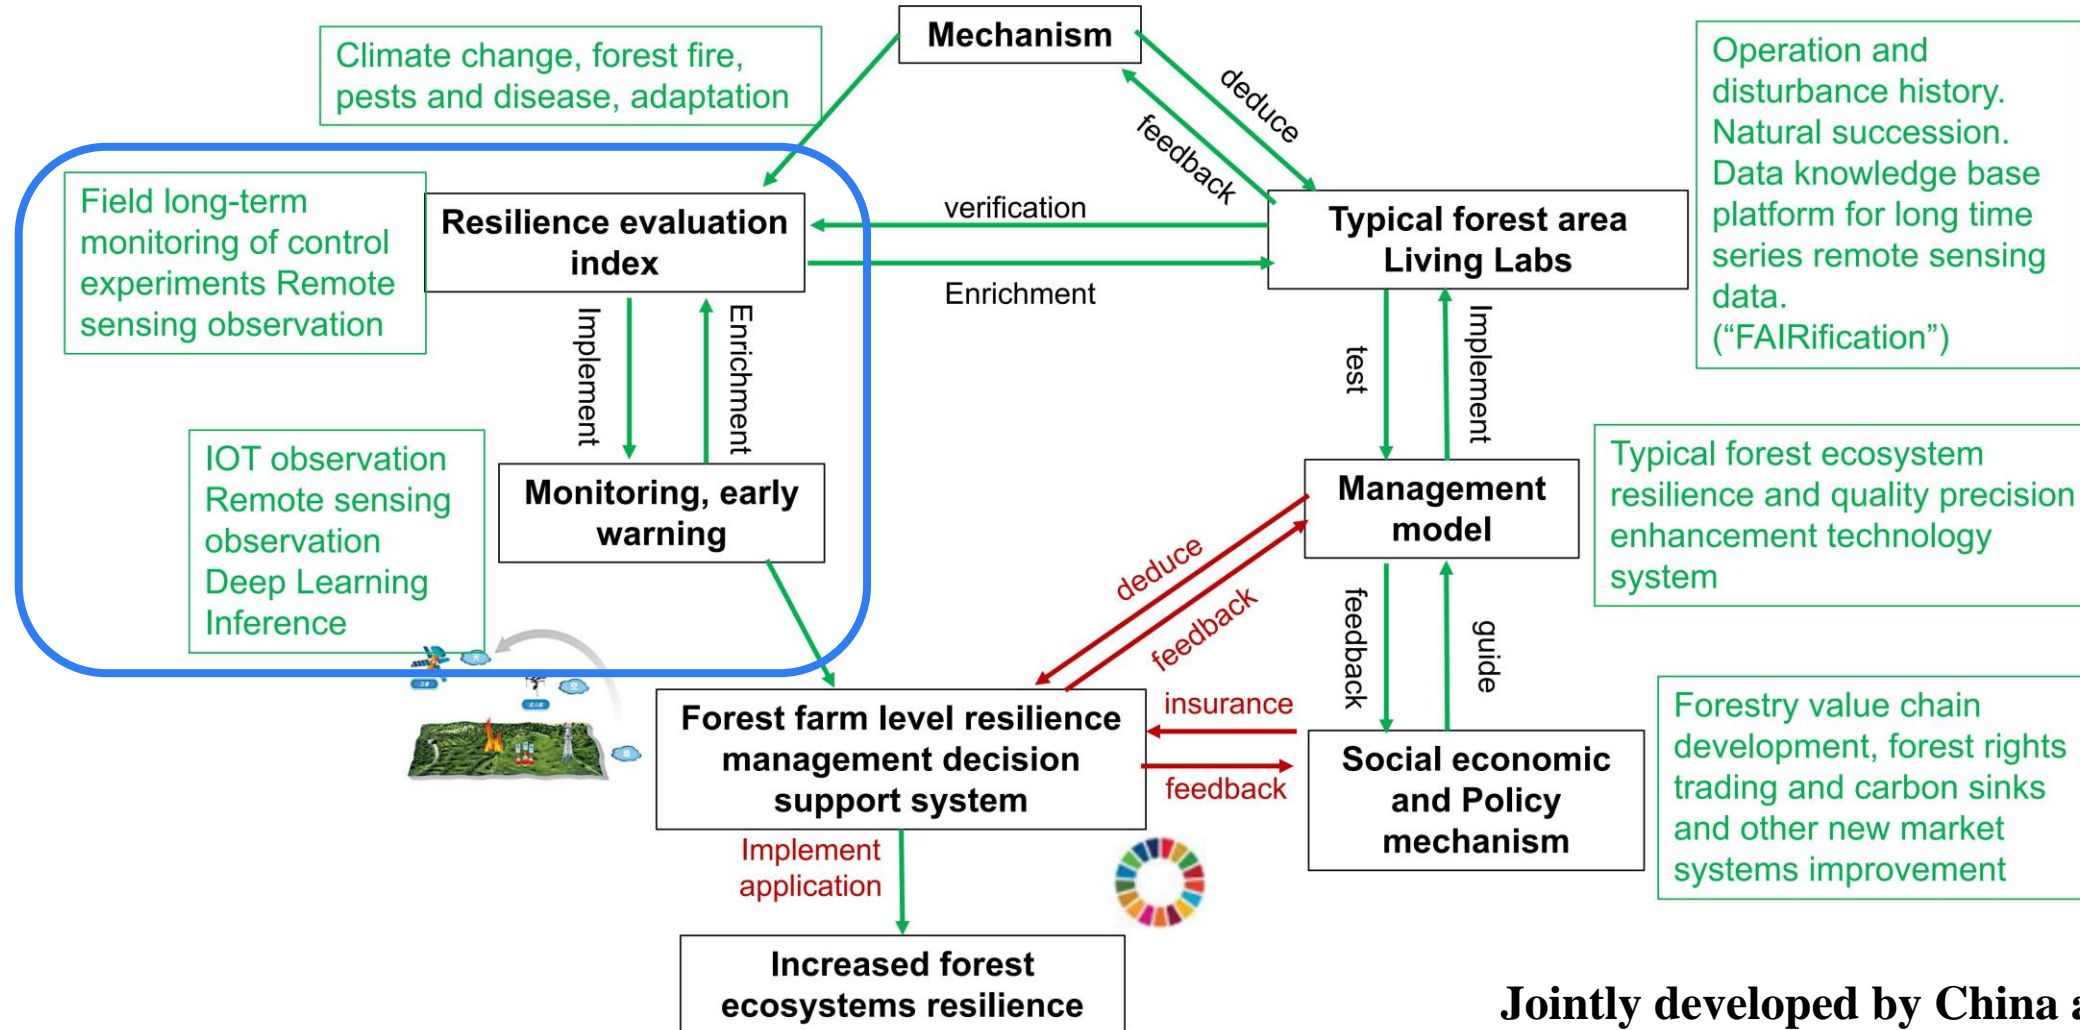 Mechanism
Climate change, forest fire,
pests and disease, adaptation
deduce
feedback
Operation and
disturbance history.
Natural succession.
Data knowledge base
platform for long time
series remote sensing
data.
(“FAIRification”)
Field long-term
monitoring of control
experiments Remote
sensing observation
Resilience evaluation
index
verification
Enrichment
Typical forest area
Living Labs
Implement
Enrichment
test
Implement
IOT observation
Remote sensing
observation
Deep Learning
Inference
Monitoring, early
warning
Management
model
Typical forest ecosystem
resilience and quality precision
enhancement technology
system
deduce
feedback
feedback
guide
Forest farm level resilience
management decision
support system
insurance
feedback
Social economic
and Policy
mechanism
Forestry value chain
development, forest rights
trading and carbon sinks
and other new market
systems improvement
Implement
application
Increased forest
ecosystems resilience
Jointly developed by China a